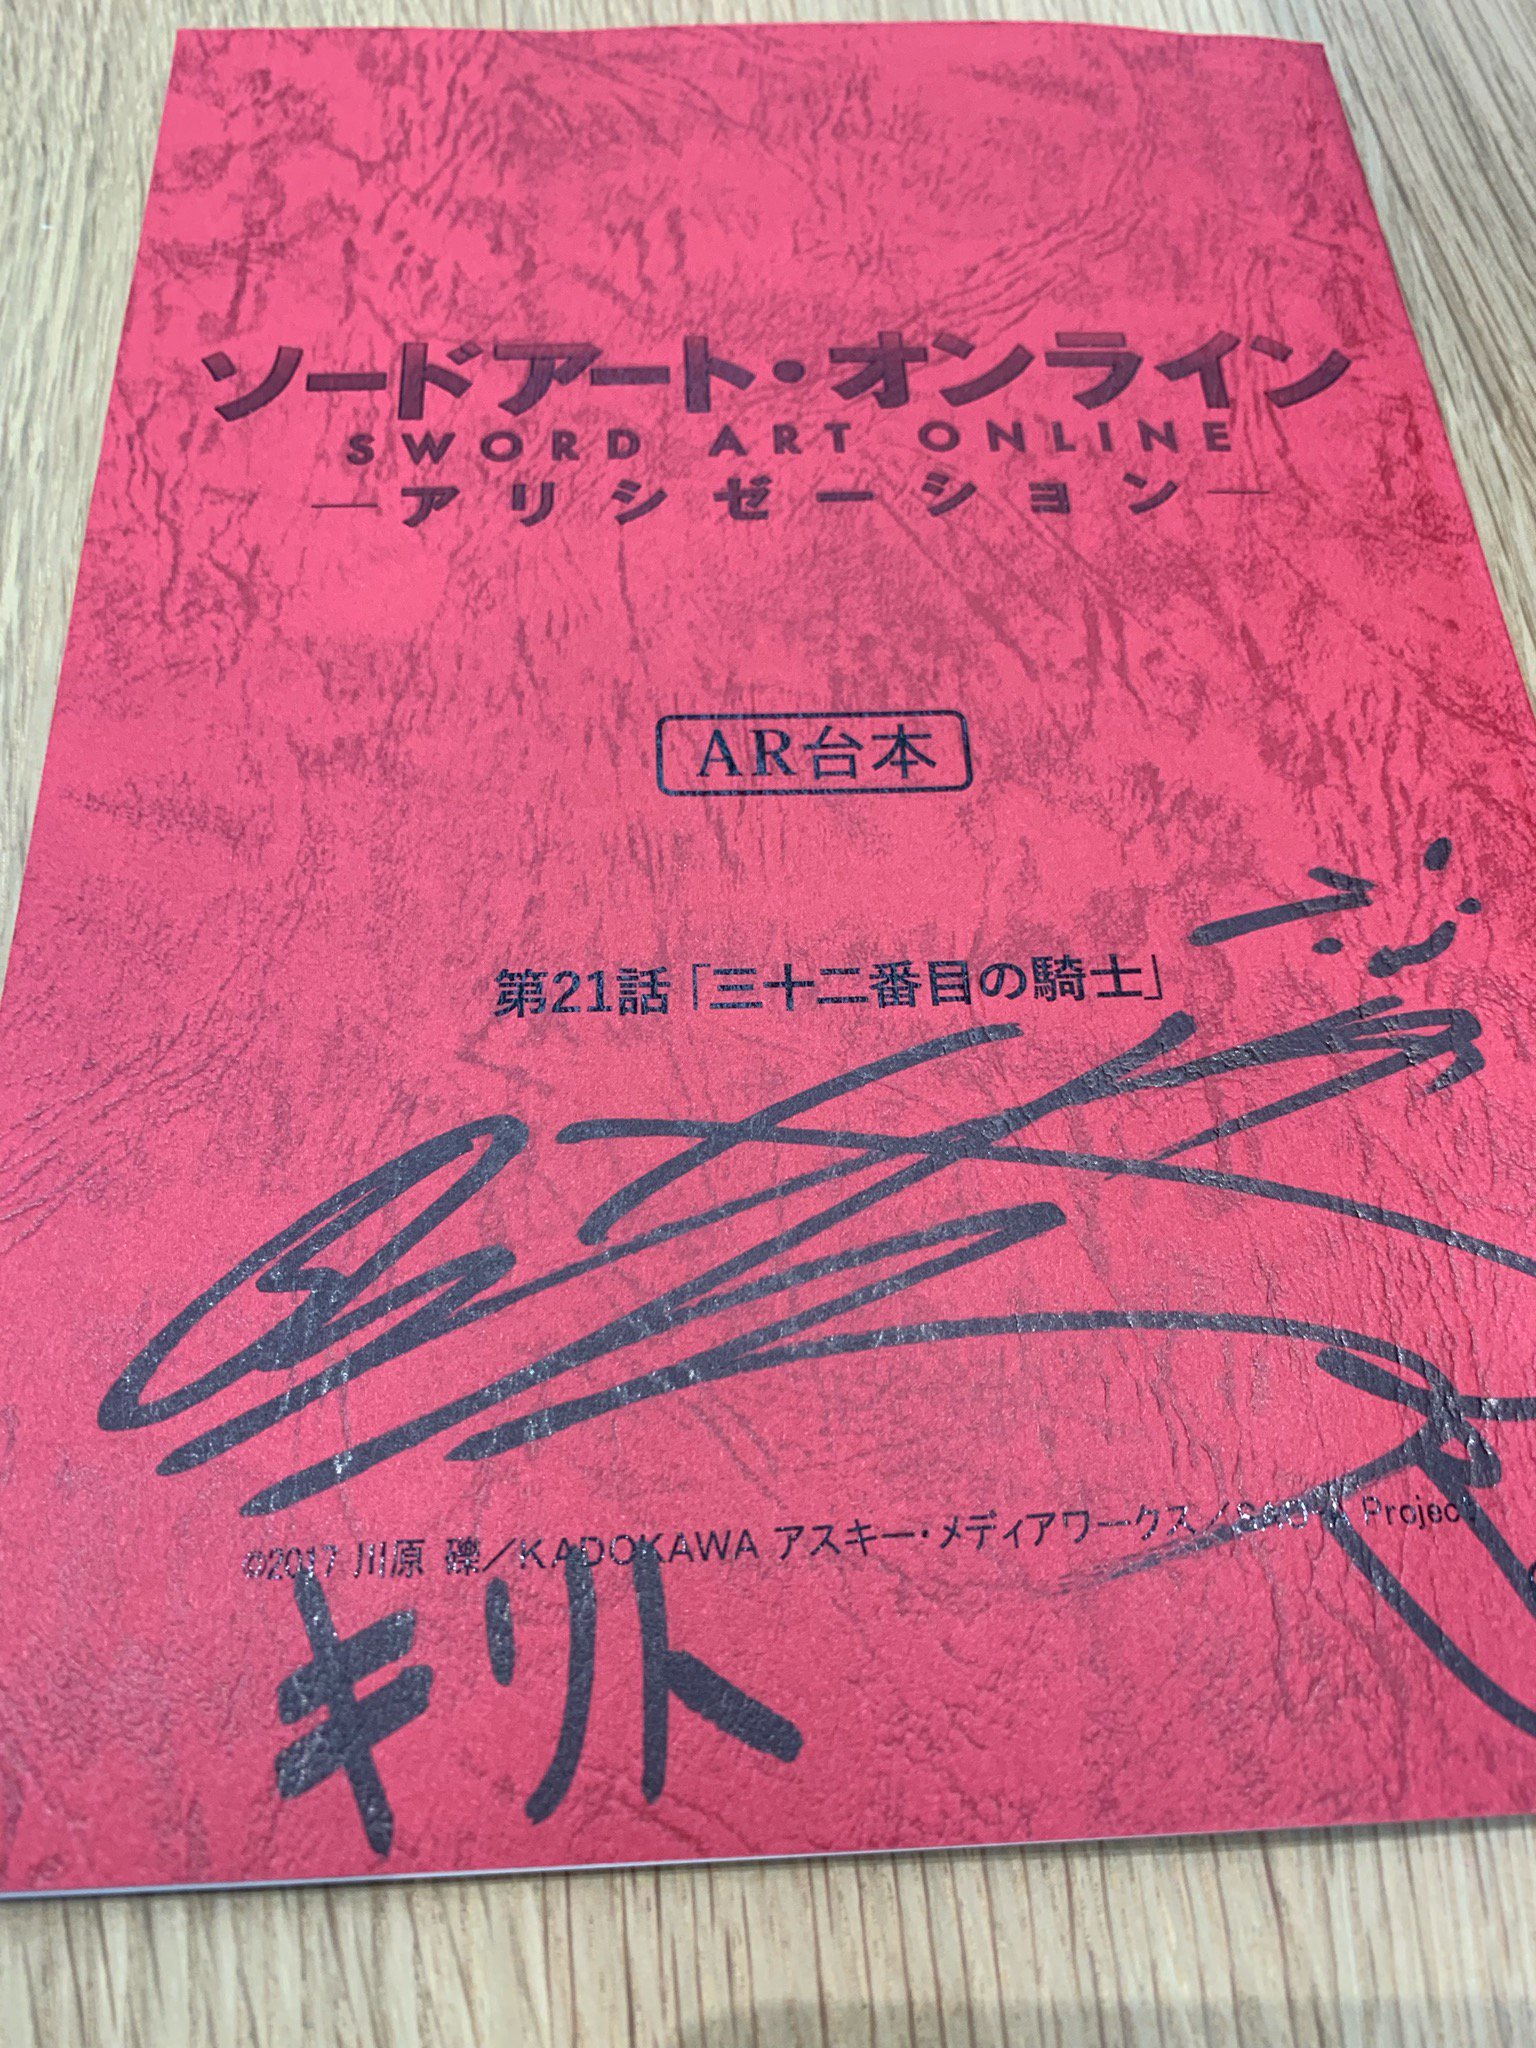 ソードアート・オンライン
SWORD ART ONLINE
―アリシゼーション―
AR台本
第21話「三十二番目の騎士」
©2017 川原 礫／KADOKAWA アスキー・メディアワークス／SAO-A Project
キリト